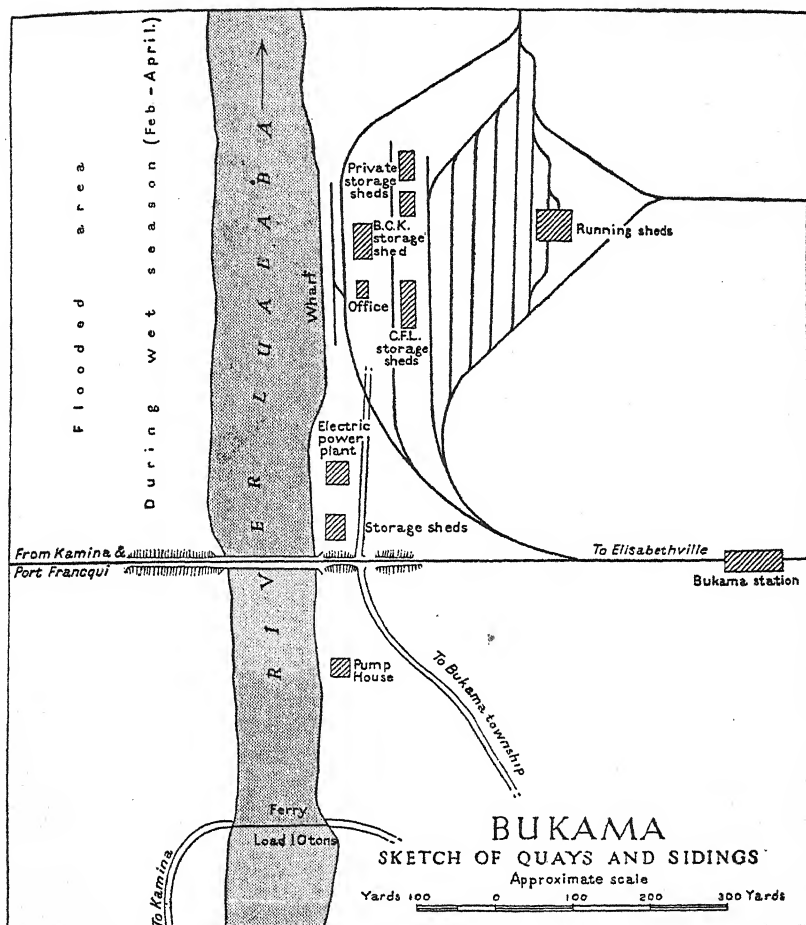 Flooded area
During wet season (Feb-April.)
RIVER LUALABA
Wharf
Private
storage
sheds
B.C.K.
storage
shed
Office
C.F.L.
storage
sheds
Running sheds
Electric
power
plant
Storage sheds
From Kamina &
Port Francqui
To Elisabethville
Bukama station
Pump
House
To Bukama township
Ferry
Load 10 tons
To Kamina
BUKAMA
SKETCH OF QUAYS AND SIDINGS
Approximate scale
Yards 100 0 100 200 300 Yards